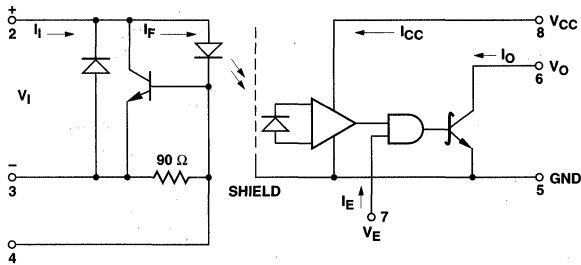 +
2
I_I
I_F
I_CC
8 V_CC
I_O
V_O
6
V_I
90 Ω
–
3
SHIELD
I_E
GND
5
7
V_E
4